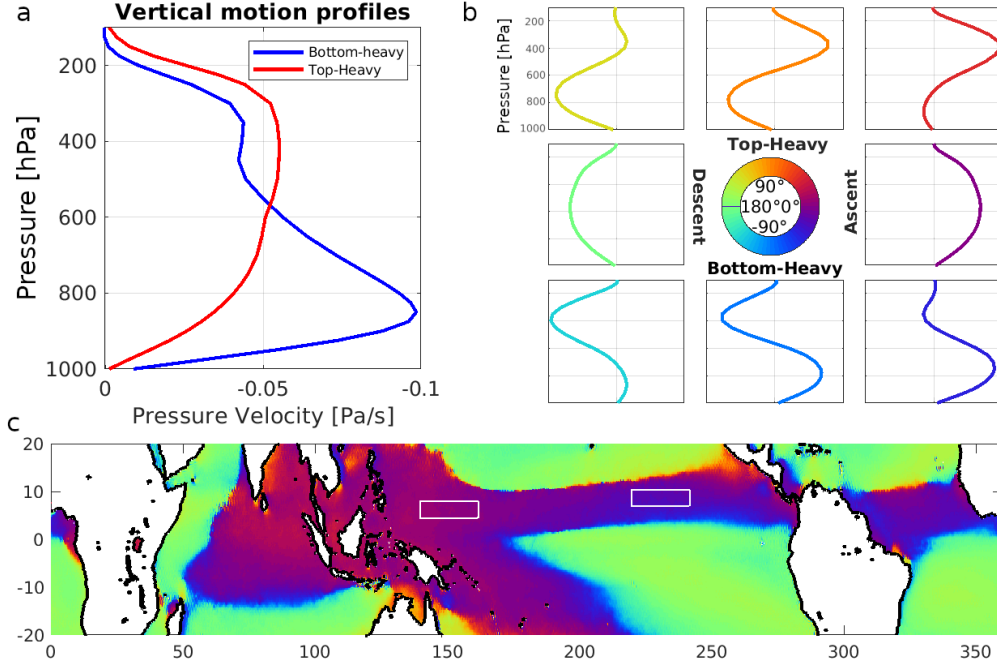 a
Vertical motion profiles
Bottom-heavy
Top-Heavy
200
400
600
800
1000
Pressure [hPa]
0
-0.05
-0.1
Pressure Velocity [Pa/s]
b
Pressure [hPa]
200
400
600
800
1000
Top-Heavy
Descent
90°
180°0°
-90°
Ascent
Bottom-Heavy
c
20
10
0
-10
-20
0
50
100
150
200
250
300
350